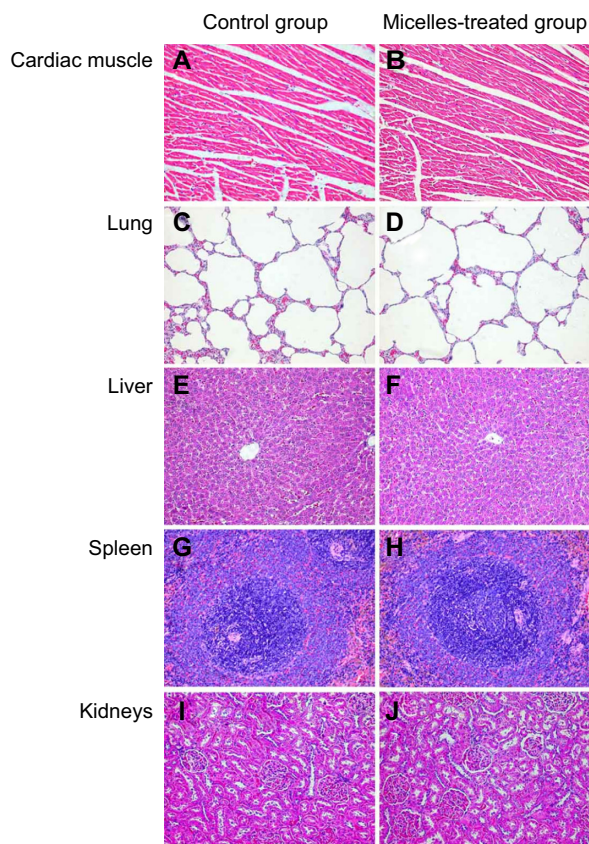 Control group Micelles-treated group
Cardiac muscle A B
Lung C D
Liver E F
Spleen G H
Kidneys I J